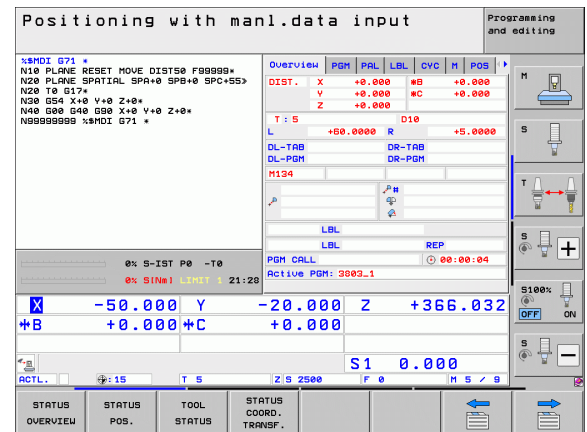 Positioning with manl.data input
Programming and editing
%$MDI G71 *
N10 PLANE RESET MOVE DIST50 F99999*
N20 PLANE SPATIAL SPA+0 SPB+0 SPC+55»
N20 T0 G17*
N30 G54 X+0 Y+0 Z+0*
N40 G00 G40 G90 X+0 Y+0 Z+0*
N99999999 %$MDI G71 *
0% S-IST P0 -T0
0% S[Nm] LIMIT 1 21:28
Overview PGM PAL LBL CYC M POS
DIST. X +0.000 *B +0.000
Y +0.000 *C +0.000
Z +0.000
T : 5 D10
L +60.0000 R +5.0000
DL-TAB DR-TAB
DL-PGM DR-PGM
M134
LBL
LBL REP
PGM CALL 00:00:04
Active PGM: 3803_1
X -50.000 Y -20.000 Z +366.032
*B +0.000 *C +0.000
S1 0.000
ACTL. :15 T 5 Z S 2500 F 0 M 5 / 9
M
S
T
S
S100%
OFF ON
S
STATUS OVERVIEW
STATUS POS.
TOOL STATUS
STATUS COORD. TRANSF.